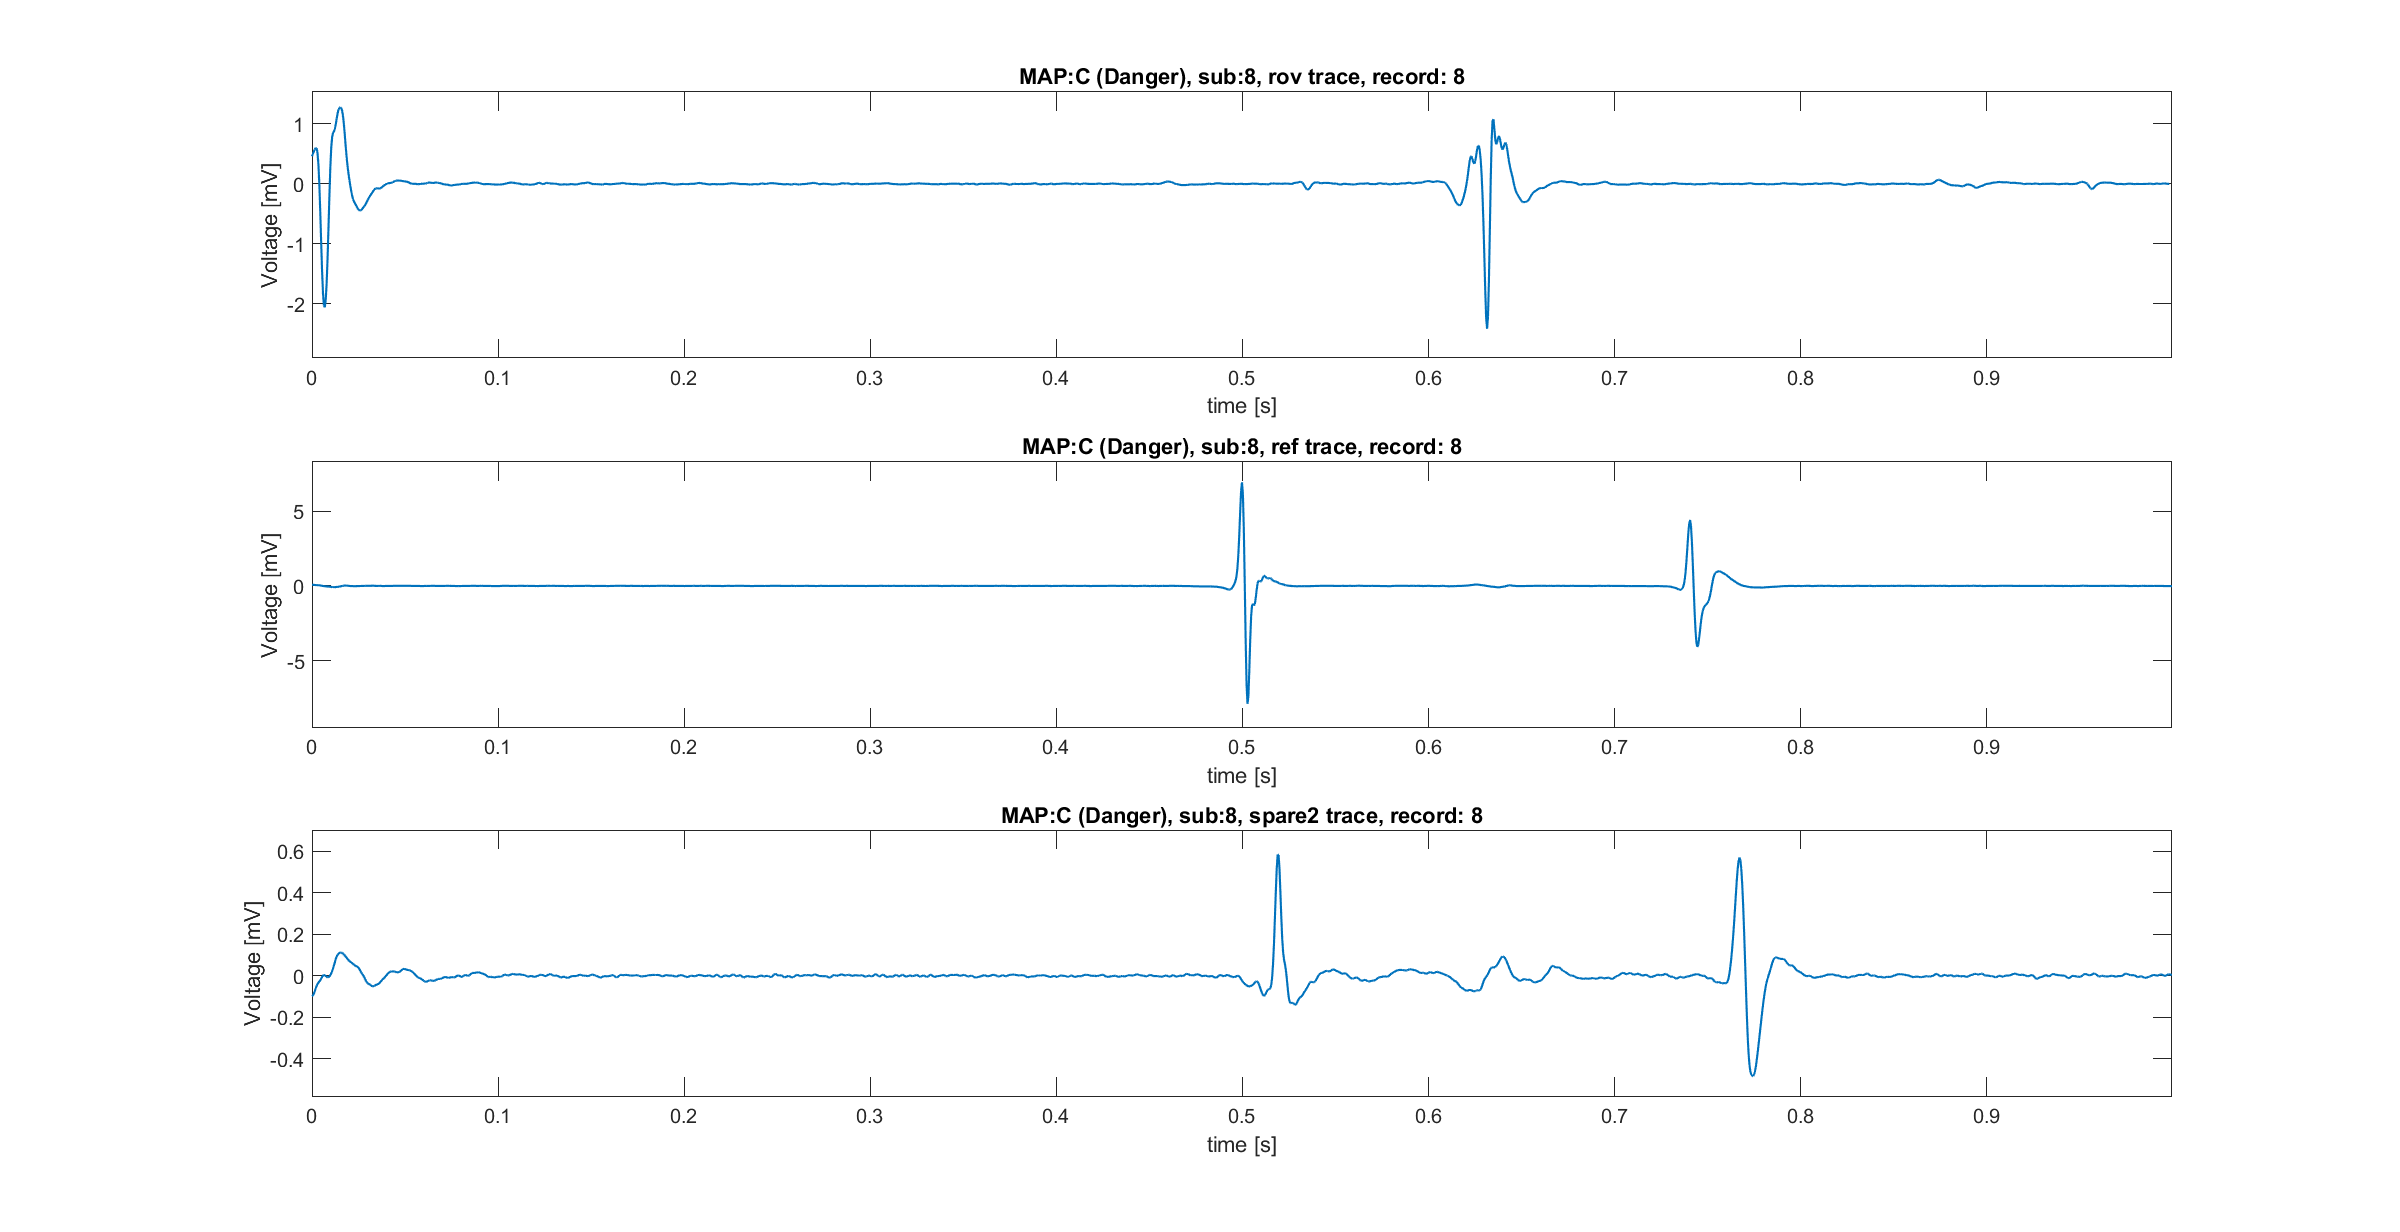 MAP:C (Danger), sub:8, rov trace, record: 8
1
0
-1
-2
Voltage [mV]
0 0.1 0.2 0.3 0.4 0.5 0.6 0.7 0.8 0.9
time [s]
MAP:C (Danger), sub:8, ref trace, record: 8
5
0
-5
Voltage [mV]
0 0.1 0.2 0.3 0.4 0.5 0.6 0.7 0.8 0.9
time [s]
MAP:C (Danger), sub:8, spare2 trace, record: 8
0.6
0.4
0.2
0
-0.2
-0.4
Voltage [mV]
0 0.1 0.2 0.3 0.4 0.5 0.6 0.7 0.8 0.9
time [s]